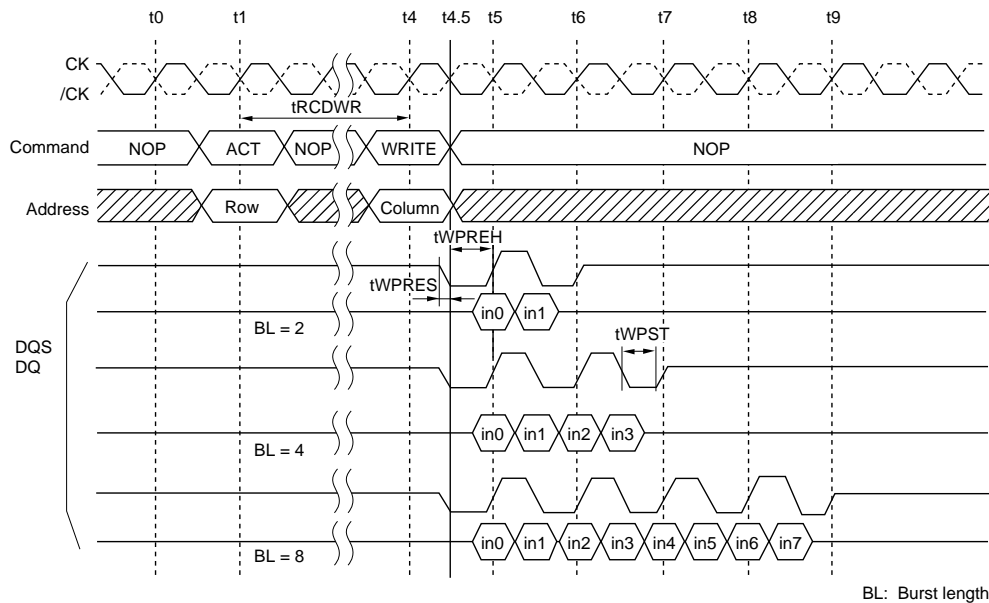 t0 t1 t4 t4.5 t5 t6 t7 t8 t9
CK
/CK
tRCDWR
Command NOP ACT NOP WRITE NOP
Address Row Column
tWPREH
tWPRES
in0 in1
BL = 2
tWPST
DQS
DQ
in0 in1 in2 in3
BL = 4
in0 in1 in2 in3 in4 in5 in6 in7
BL = 8
BL: Burst length